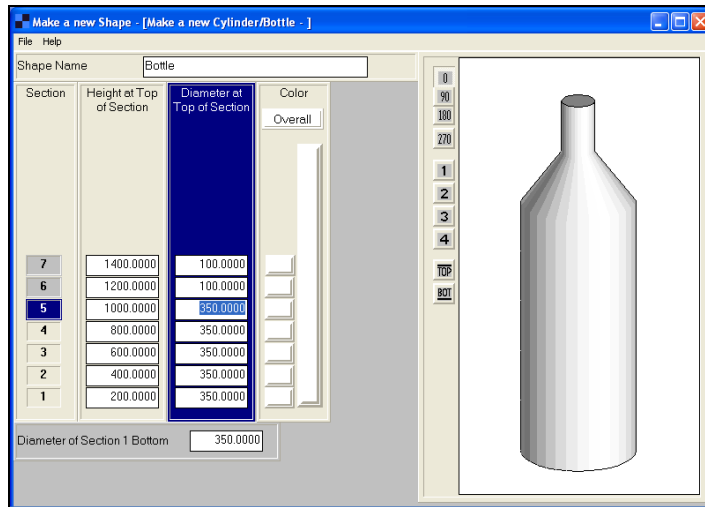 Make a new Shape - [Make a new Cylinder/Bottle - ]
File Help
Shape Name Bottle
Section Height at Top of Section Diameter at Top of Section Color
Overall
7 1400.0000 100.0000
6 1200.0000 100.0000
5 1000.0000 350.0000
4 800.0000 350.0000
3 600.0000 350.0000
2 400.0000 350.0000
1 200.0000 350.0000
Diameter of Section 1 Bottom 350.0000
0
90
180
270
1
2
3
4
TOP
BOT